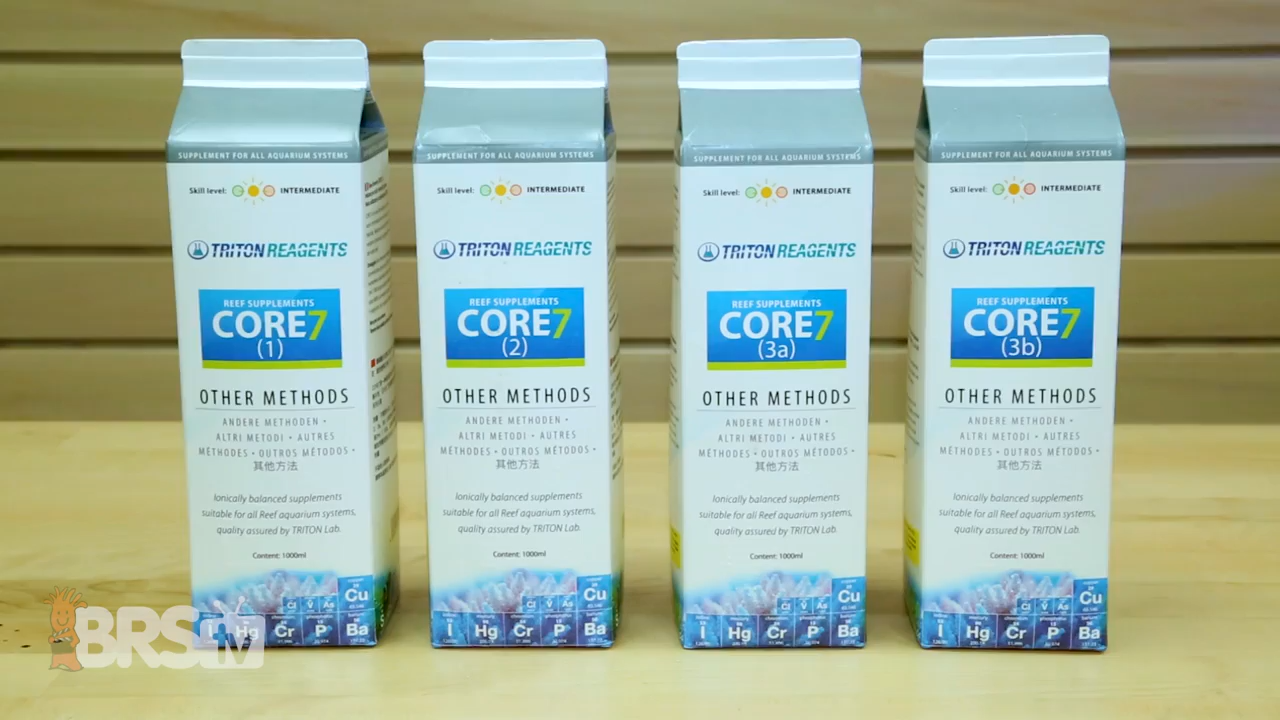 SUPPLEMENT FOR ALL AQUARIUM SYSTEMS
Skill level: INTERMEDIATE
TRITON REAGENTS
REEF SUPPLEMENTS
CORE7
(1)
OTHER METHODS
ANDERE METHODEN •
ALTRI METODI • AUTRES
MÉTHODES • OUTROS MÉTODOS •
其他方法
Ionically balanced supplements
suitable for all Reef aquarium systems,
quality assured by TRITON Lab.
Content: 1000ml
Cu
Hg Cr P Ba
SUPPLEMENT FOR ALL AQUARIUM SYSTEMS
Skill level: INTERMEDIATE
TRITON REAGENTS
REEF SUPPLEMENTS
CORE7
(2)
OTHER METHODS
ANDERE METHODEN •
ALTRI METODI • AUTRES
MÉTHODES • OUTROS MÉTODOS •
其他方法
Ionically balanced supplements
suitable for all Reef aquarium systems,
quality assured by TRITON Lab.
Content: 1000ml
Cu
Cl V As
I Hg Cr P Ba
SUPPLEMENT FOR ALL AQUARIUM SYSTEMS
Skill level: INTERMEDIATE
TRITON REAGENTS
REEF SUPPLEMENTS
CORE7
(3a)
OTHER METHODS
ANDERE METHODEN •
ALTRI METODI • AUTRES
MÉTHODES • OUTROS MÉTODOS •
其他方法
Ionically balanced supplements
suitable for all Reef aquarium systems,
quality assured by TRITON Lab.
Content: 1000ml
Cu
Cl V As
I Hg Cr P Ba
SUPPLEMENT FOR ALL AQUARIUM SYSTEMS
Skill level: INTERMEDIATE
TRITON REAGENTS
REEF SUPPLEMENTS
CORE7
(3b)
OTHER METHODS
ANDERE METHODEN •
ALTRI METODI • AUTRES
MÉTHODES • OUTROS MÉTODOS •
其他方法
Ionically balanced supplements
suitable for all Reef aquarium systems,
quality assured by TRITON Lab.
Content: 1000ml
Cu
Cl V As
I Hg Cr P Ba
BRStv